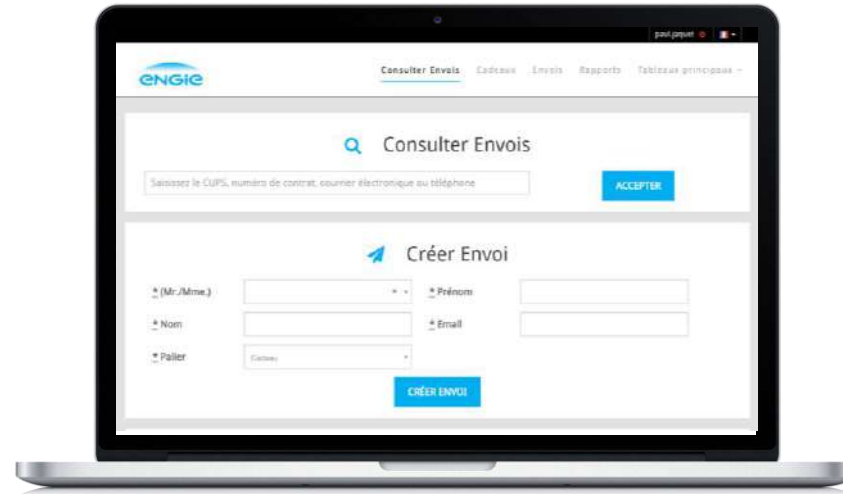 paul.jaquet
ENGIE
Consulter Envois Cadeaux Envois Rapports Tableaux principaux
Consulter Envois
Saisissez le CUPS, numéro de contrat, courrier électronique ou téléphone
ACCEPTER
Créer Envoi
* (Mr./Mme.)
* Prénom
* Nom
* Email
* Palier
Cadeau
CRÉER ENVOI